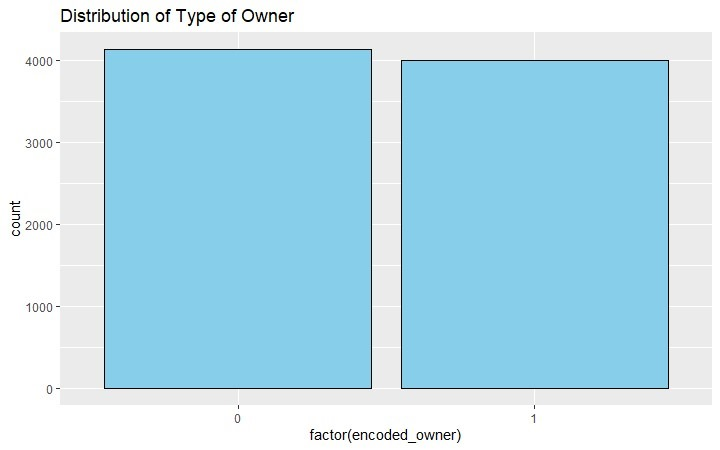 Distribution of Type of Owner
4000
3000
2000
1000
0
count
0 1
factor(encoded_owner)